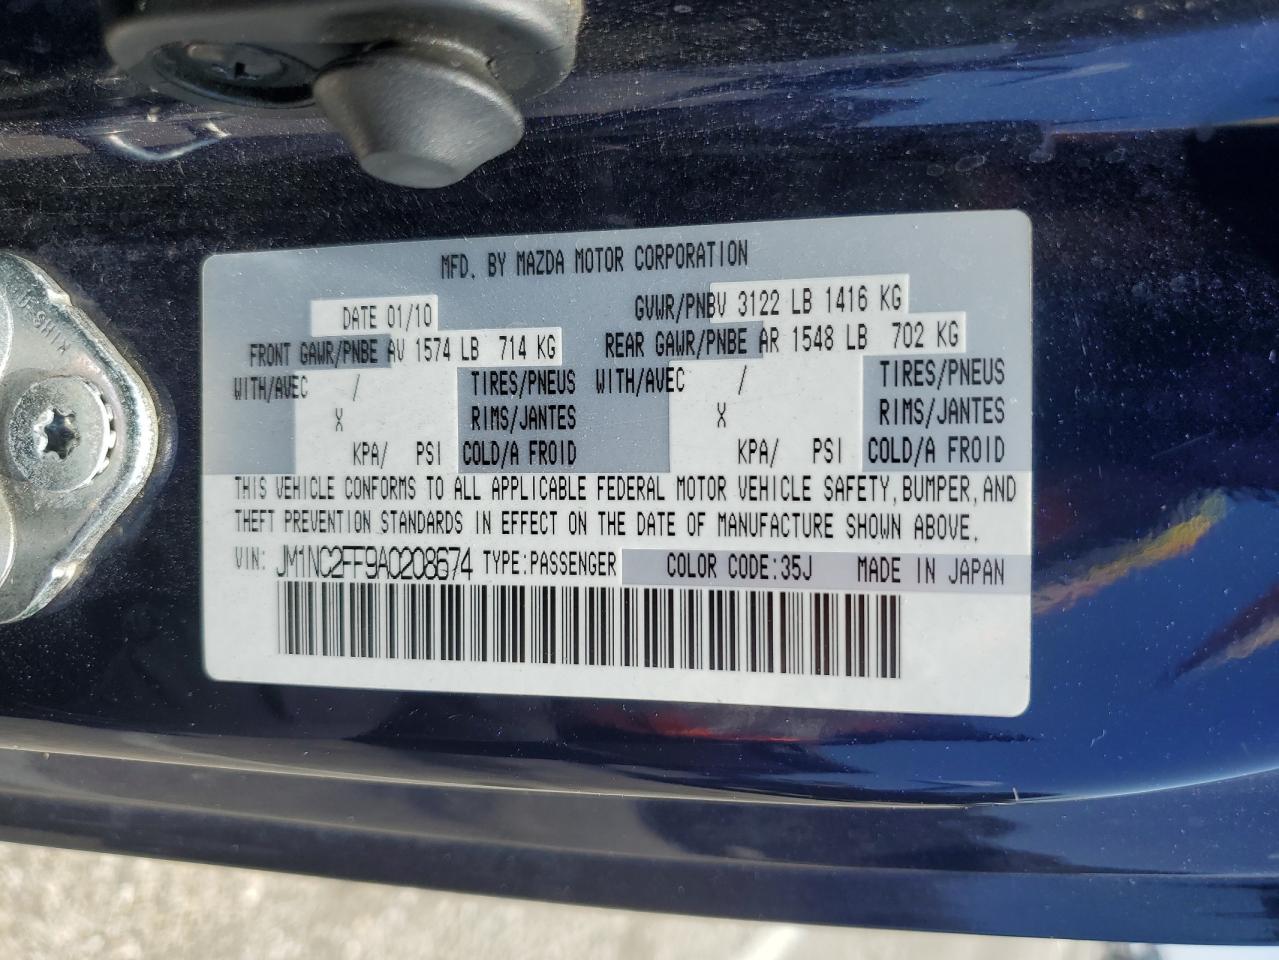 MFD. BY MAZDA MOTOR CORPORATION
DATE 01/10 GVWR/PNBV 3122 LB 1416 KG
FRONT GAWR/PNBE AV 1574 LB 714 KG REAR GAWR/PNBE AR 1548 LB 702 KG
WITH/AVEC / TIRES/PNEUS WITH/AVEC / TIRES/PNEUS
X RIMS/JANTES X RIMS/JANTES
KPA/ PSI COLD/A FROID KPA/ PSI COLD/A FROID
THIS VEHICLE CONFORMS TO ALL APPLICABLE FEDERAL MOTOR VEHICLE SAFETY, BUMPER, AND
THEFT PREVENTION STANDARDS IN EFFECT ON THE DATE OF MANUFACTURE SHOWN ABOVE.
VIN: JM1NC2FF9A0208674 TYPE:PASSENGER COLOR CODE:35J MADE IN JAPAN